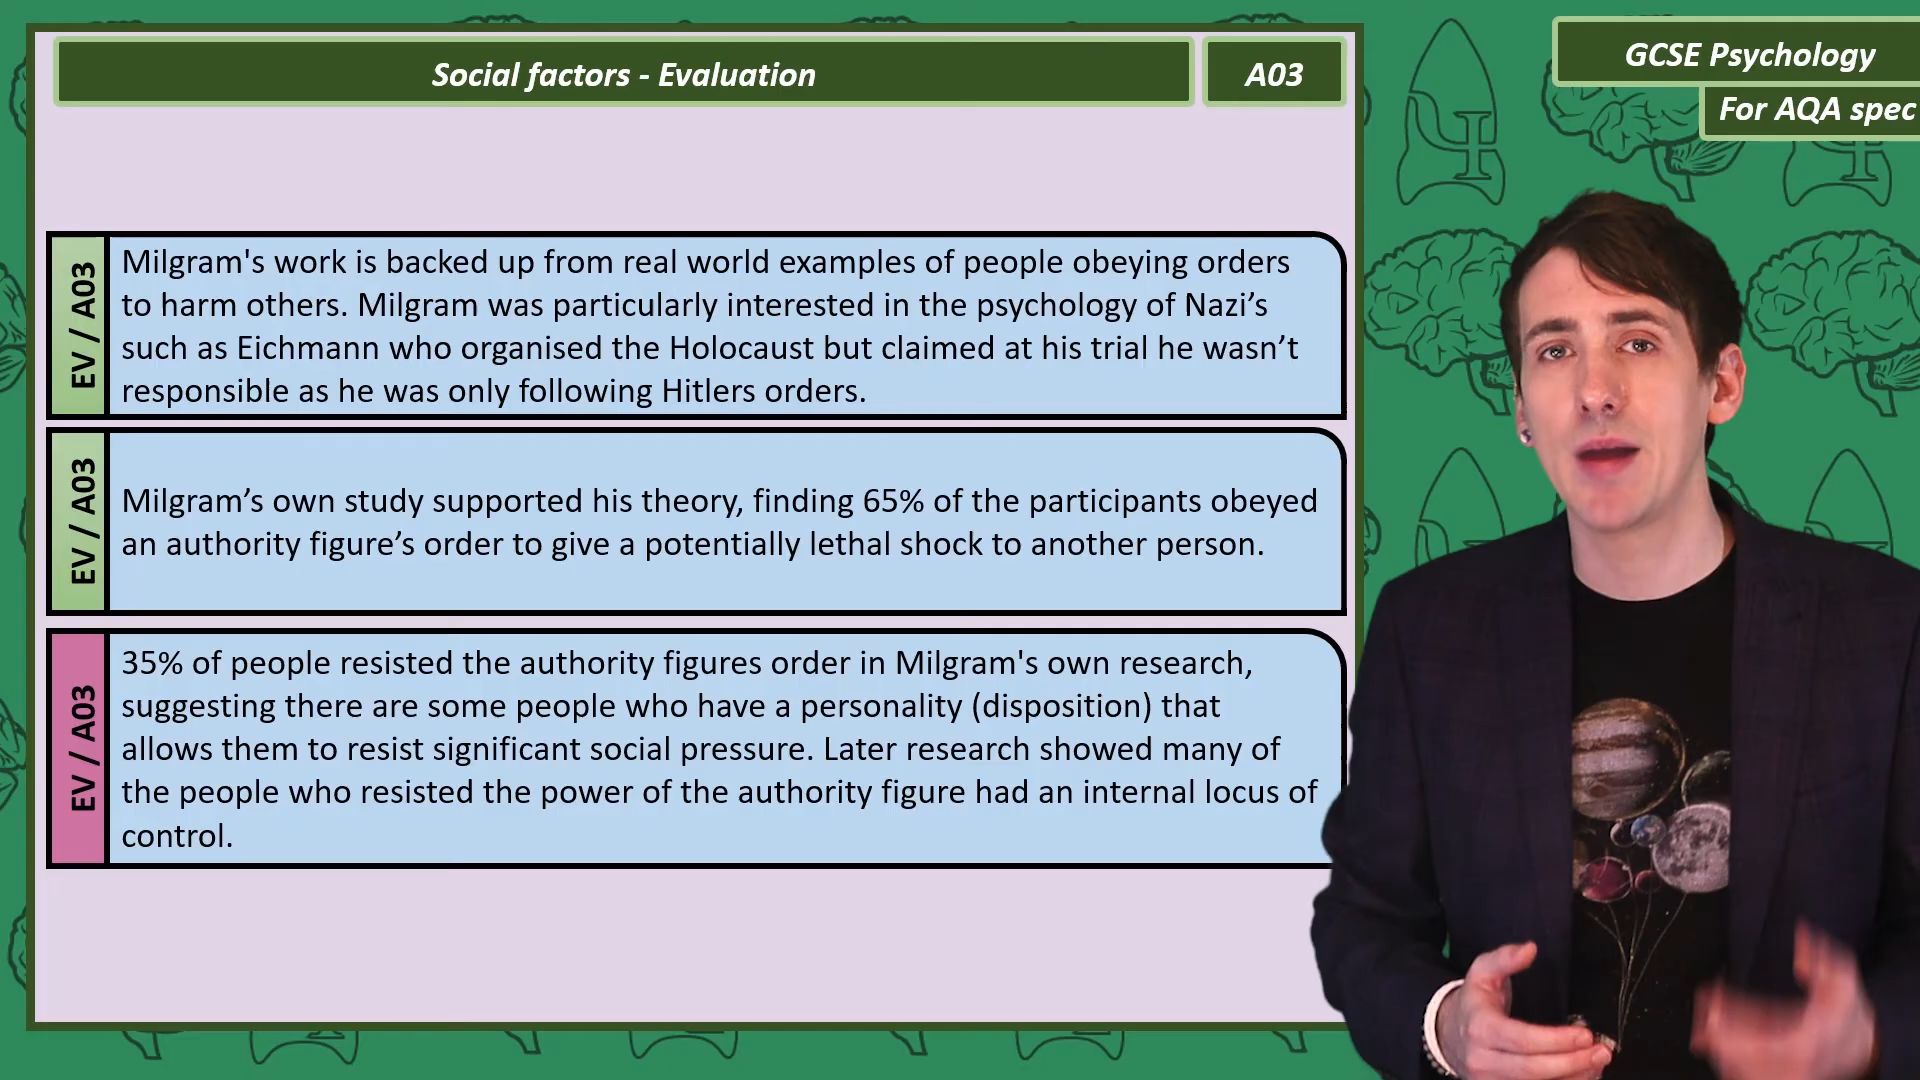 Social factors - Evaluation
A03
GCSE Psychology
For AQA spec
EV / A03
Milgram's work is backed up from real world examples of people obeying orders
to harm others. Milgram was particularly interested in the psychology of Nazi’s
such as Eichmann who organised the Holocaust but claimed at his trial he wasn’t
responsible as he was only following Hitlers orders.
EV / A03
Milgram’s own study supported his theory, finding 65% of the participants obeyed
an authority figure’s order to give a potentially lethal shock to another person.
EV / A03
35% of people resisted the authority figures order in Milgram's own research,
suggesting there are some people who have a personality (disposition) that
allows them to resist significant social pressure. Later research showed many of
the people who resisted the power of the authority figure had an internal locus of
control.